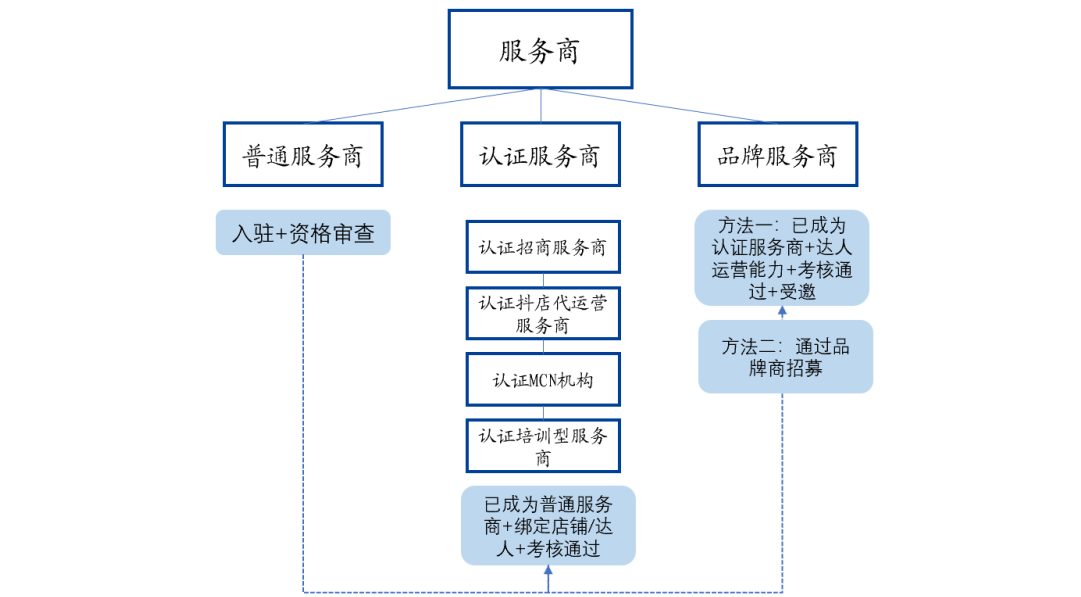 服务商
普通服务商
认证服务商
品牌服务商
入驻+资格审查
认证招商服务商
认证抖店代运营
服务商
认证MCN机构
认证培训型服务
商
已成为普通服务
商+绑定店铺/达
人+考核通过
方法一：已成为
认证服务商+达人
运营能力+考核通
过+受邀
方法二：通过品
牌商招募